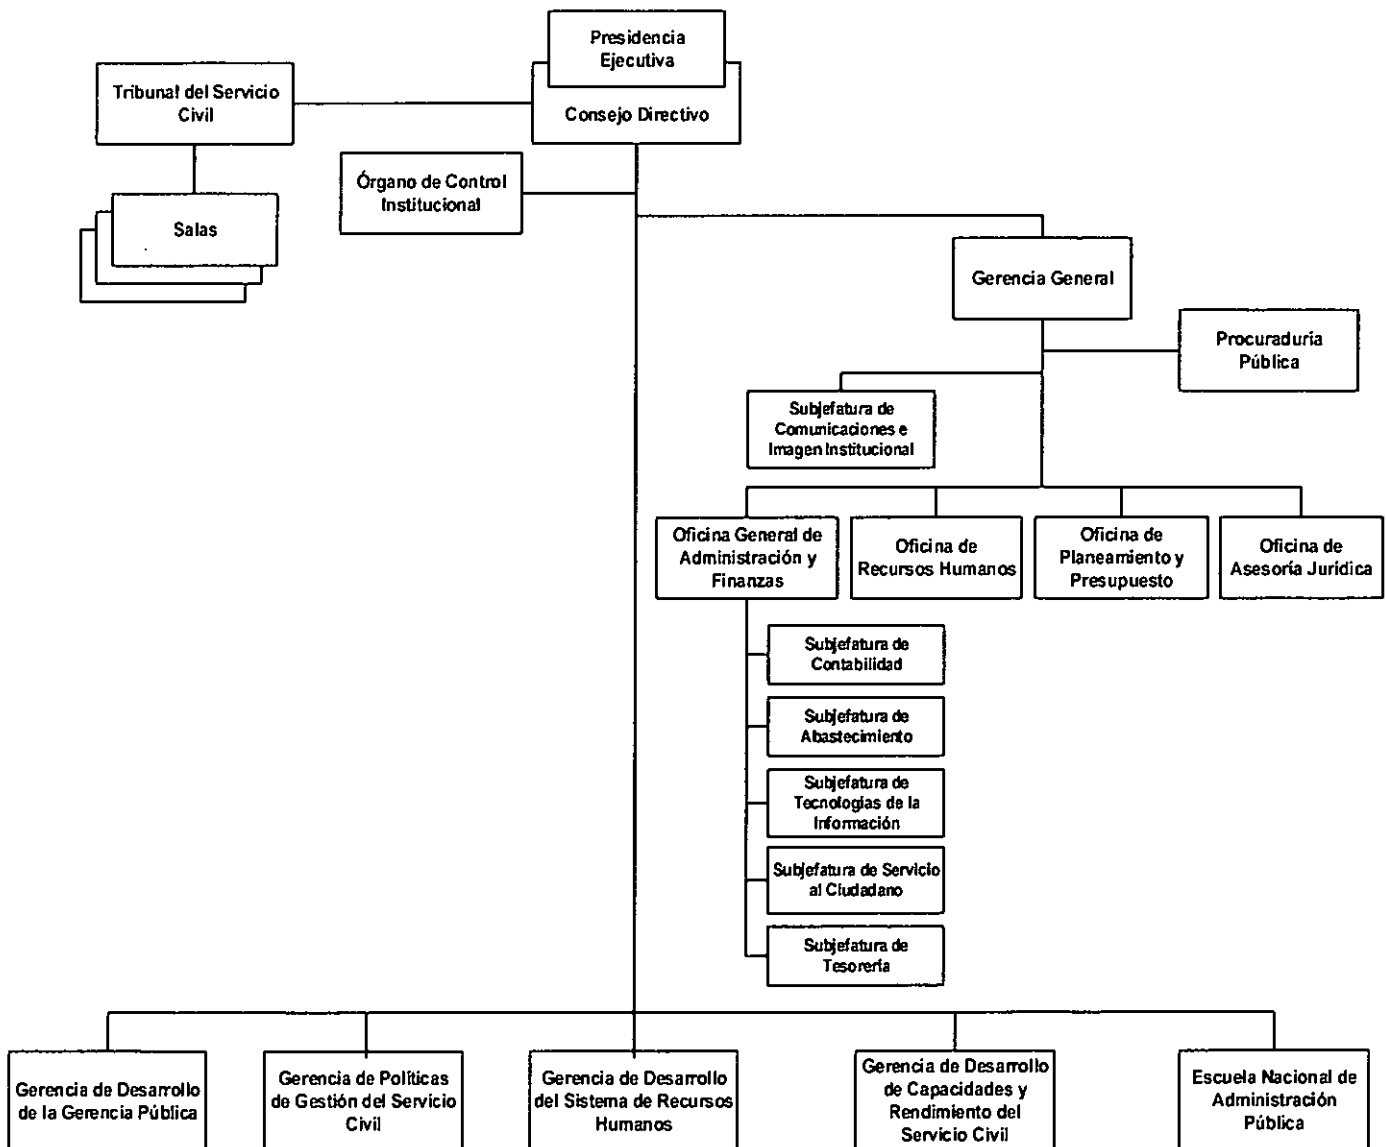 Presidencia
Ejecutiva
Consejo Directivo
Tribunal del Servicio
Civil
Órgano de Control
Institucional
Salas
Gerencia General
Procuraduría
Pública
Subjefatura de
Comunicaciones e
Imagen Institucional
Oficina General de
Administración y
Finanzas
Oficina de
Recursos Humanos
Oficina de
Planeamiento y
Presupuesto
Oficina de
Asesoría Jurídica
Subjefatura de
Contabilidad
Subjefatura de
Abastecimiento
Subjefatura de
Tecnologías de la
Información
Subjefatura de Servicio
al Ciudadano
Subjefatura de
Tesorería
Gerencia de Desarrollo
de la Gerencia Pública
Gerencia de Políticas
de Gestión del Servicio
Civil
Gerencia de Desarrollo
del Sistema de Recursos
Humanos
Gerencia de Desarrollo
de Capacidades y
Rendimiento del
Servicio Civil
Escuela Nacional de
Administración
Pública